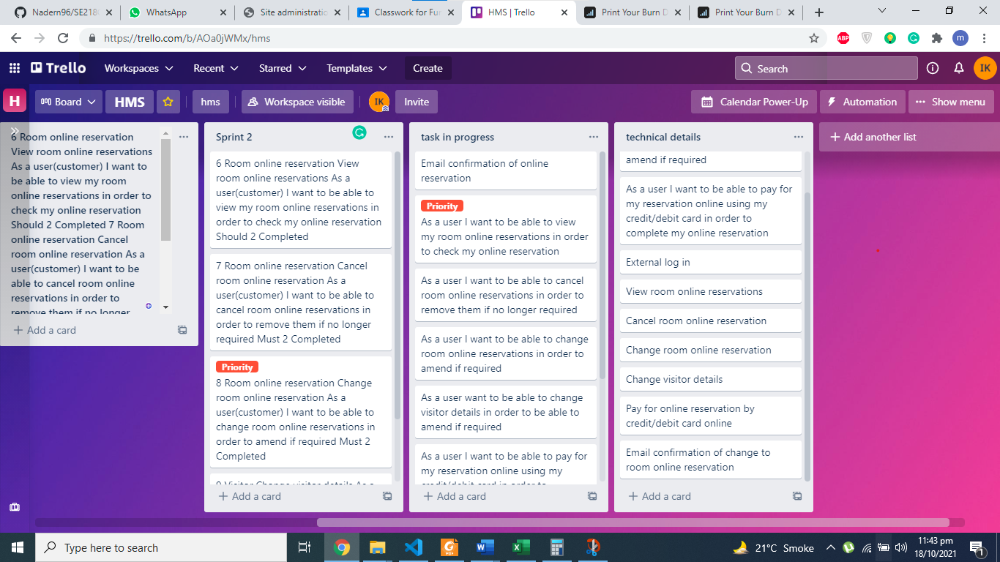 Nadern96/SE218
WhatsApp
Site administratio
Classwork for Fur
HMS | Trello
Print Your Burn D
Print Your Burn D
https://trello.com/b/AOa0jWMx/hms
ABP
m
Trello
Workspaces
Recent
Starred
Templates
Create
Search
IK
H
Board
HMS
hms
Workspace visible
IK
Invite
Calendar Power-Up
Automation
Show menu
6 Room online reservation
View room online reservations
As a user(customer) I want to
be able to view my room
online reservations in order to
check my online reservation
Should 2 Completed 7 Room
online reservation Cancel
room online reservation As a
user(customer) I want to be
able to cancel room online
reservations in order to
remove them if no longer
+ Add a card
Sprint 2
6 Room online reservation View
room online reservations As a
user(customer) I want to be able to
view my room online reservations in
order to check my online reservation
Should 2 Completed
7 Room online reservation Cancel
room online reservation As a
user(customer) I want to be able to
cancel room online reservations in
order to remove them if no longer
required Must 2 Completed
Priority
8 Room online reservation Change
room online reservation As a
user(customer) I want to be able to
change room online reservations in
order to amend if required Must 2
Completed
9 Visitor Change visitor details As a
+ Add a card
task in progress
Email confirmation of online
reservation
Priority
As a user I want to be able to view
my room online reservations in order
to check my online reservation
As a user I want to be able to cancel
room online reservations in order to
remove them if no longer required
As a user I want to be able to change
room online reservations in order to
amend if required
As a user want to be able to change
visitor details in order to be able to
amend if required
As a user I want to be able to pay for
my reservation online using my
credit/debit card in order to
+ Add a card
technical details
amend if required
As a user I want to be able to pay for
my reservation online using my
credit/debit card in order to
complete my online reservation
External log in
View room online reservations
Cancel room online reservation
Change room online reservation
Change visitor details
Pay for online reservation by
credit/debit card online
Email confirmation of change to
room online reservation
+ Add a card
+ Add another list
Type here to search
21°C Smoke
11:43 pm
18/10/2021
1